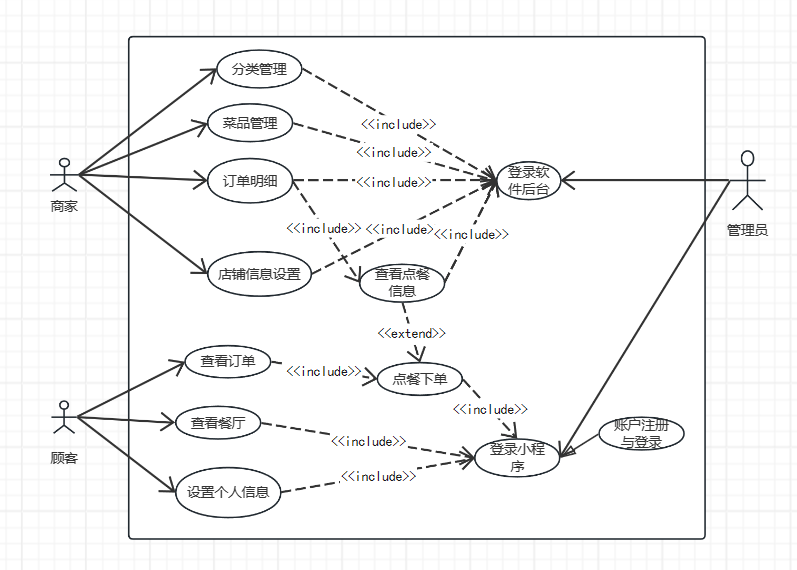 分类管理
<<include>>
菜品管理
<<include>>
商家
订单明细
<<include>>
登录软
件后台
管理员
<<include>>
<<include>
<<include>>
店铺信息设置
查看点餐
信息
<<extend>>
查看订单
<<include>>
点餐下单
<<include>>
顾客
查看餐厅
<<include>>
账户注册
与登录
登录小程
序
<<include>>
设置个人信息